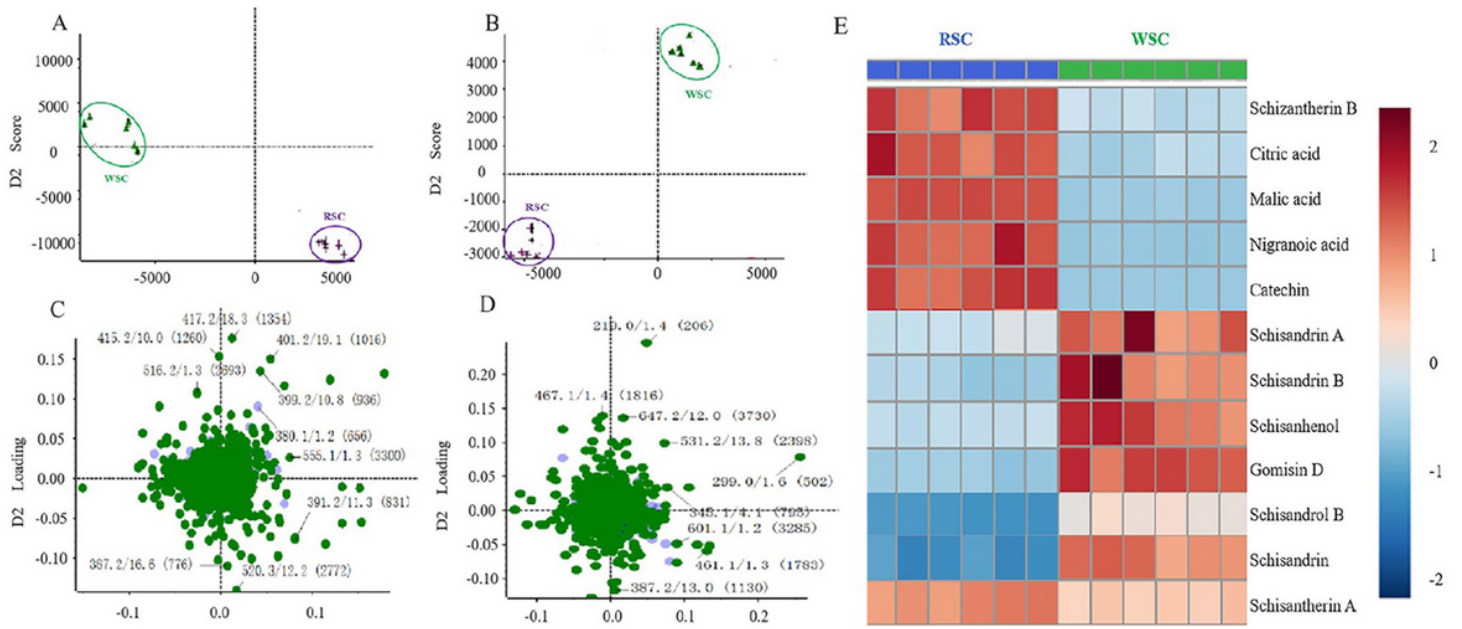 A
10000
5000
0
-5000
-10000
D2 Score
WSC
RSC
-5000
0
5000
B
4000
3000
2000
1000
0
-1000
-2000
-3000
D2 Score
WSC
RSC
-5000
0
5000
C
417.2/18.3 (1354)
415.2/10.0 (1260)
401.2/19.1 (1016)
516.2/1.3 (2693)
399.2/10.8 (936)
380.1/1.2 (656)
555.1/1.3 (3300)
391.2/11.3 (831)
387.2/16.6 (776)
520.3/12.2 (2772)
0.15
0.10
0.05
0.00
-0.05
-0.10
D2 Loading
-0.1
0.0
0.1
D
219.0/1.4 (206)
467.1/1.4 (1816)
647.2/12.0 (3730)
531.2/13.8 (2398)
299.0/1.6 (502)
345.1/4.1 (795)
601.1/1.2 (3285)
461.1/1.3 (1783)
387.2/13.0 (1130)
0.20
0.15
0.10
0.05
0.00
-0.05
-0.10
D2 Loading
-0.1
0.0
0.1
0.2
E
RSC
WSC
Schizantherin B
Citric acid
Malic acid
Nigranoic acid
Catechin
Schisandrin A
Schisandrin B
Schisanhenol
Gomisin D
Schisandrol B
Schisandrin
Schisantherin A
2
1
0
-1
-2